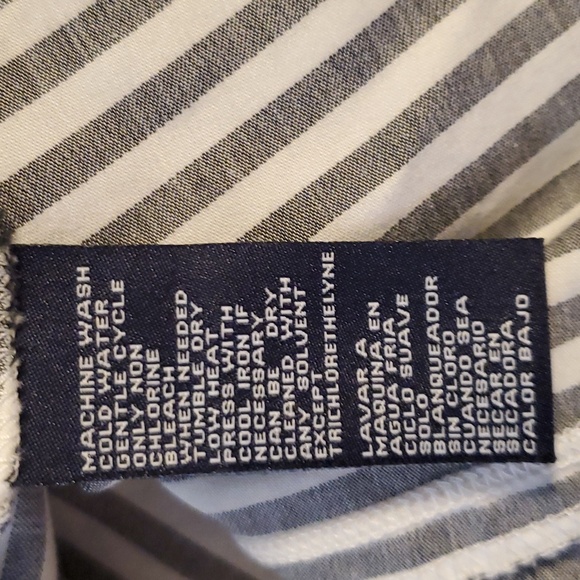 MACHINE WASH
COLD WATER
GENTLE CYCLE
ONLY NON
CHLORINE
BLEACH
WHEN NEEDED
TUMBLE DRY
LOW HEAT
PRESS WITH
COOL IRON IF
NECESSARY
CAN BE DRY
CLEANED WITH
ANY SOLVENT
EXCEPT
TRICHLORETHELYNE
LAVAR A
MAQUINA EN
AGUA FRIA
CICLO SUAVE
SOLO
BLANQUEADOR
SIN CLORO
CUANDO SEA
NECESARIO
SECAR EN
SECADORA
CALOR BAJO